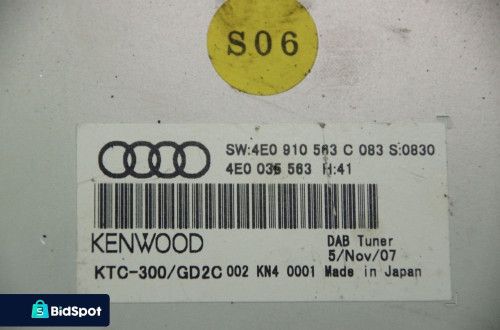 S06
SW:4E0 910 563 C 083 S:0830
4E0 035 563 H:41
KENWOOD
DAB Tuner
5/Nov/07
KTC-300/GD2C 002 KN4 0001 Made in Japan
BidSpot